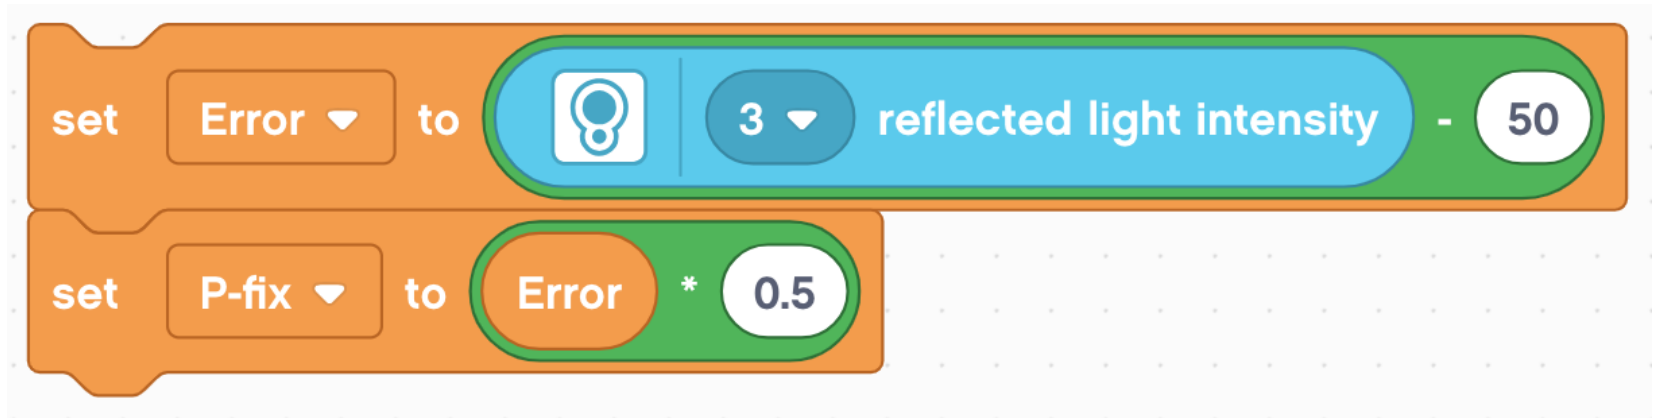 set Error to 3 reflected light intensity - 50
set P-fix to Error * 0.5